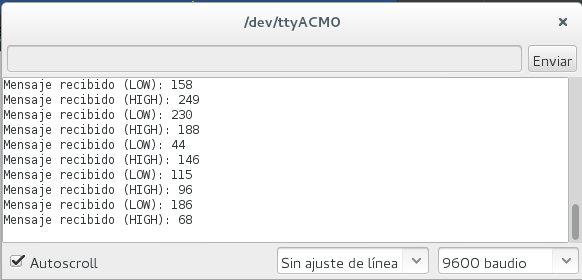 /dev/ttyACM0
Enviar
Mensaje recibido (LOW): 158
Mensaje recibido (HIGH): 249
Mensaje recibido (LOW): 230
Mensaje recibido (HIGH): 188
Mensaje recibido (LOW): 44
Mensaje recibido (HIGH): 146
Mensaje recibido (LOW): 115
Mensaje recibido (HIGH): 96
Mensaje recibido (LOW): 186
Mensaje recibido (HIGH): 68
Autoscroll
Sin ajuste de línea
9600 baudio